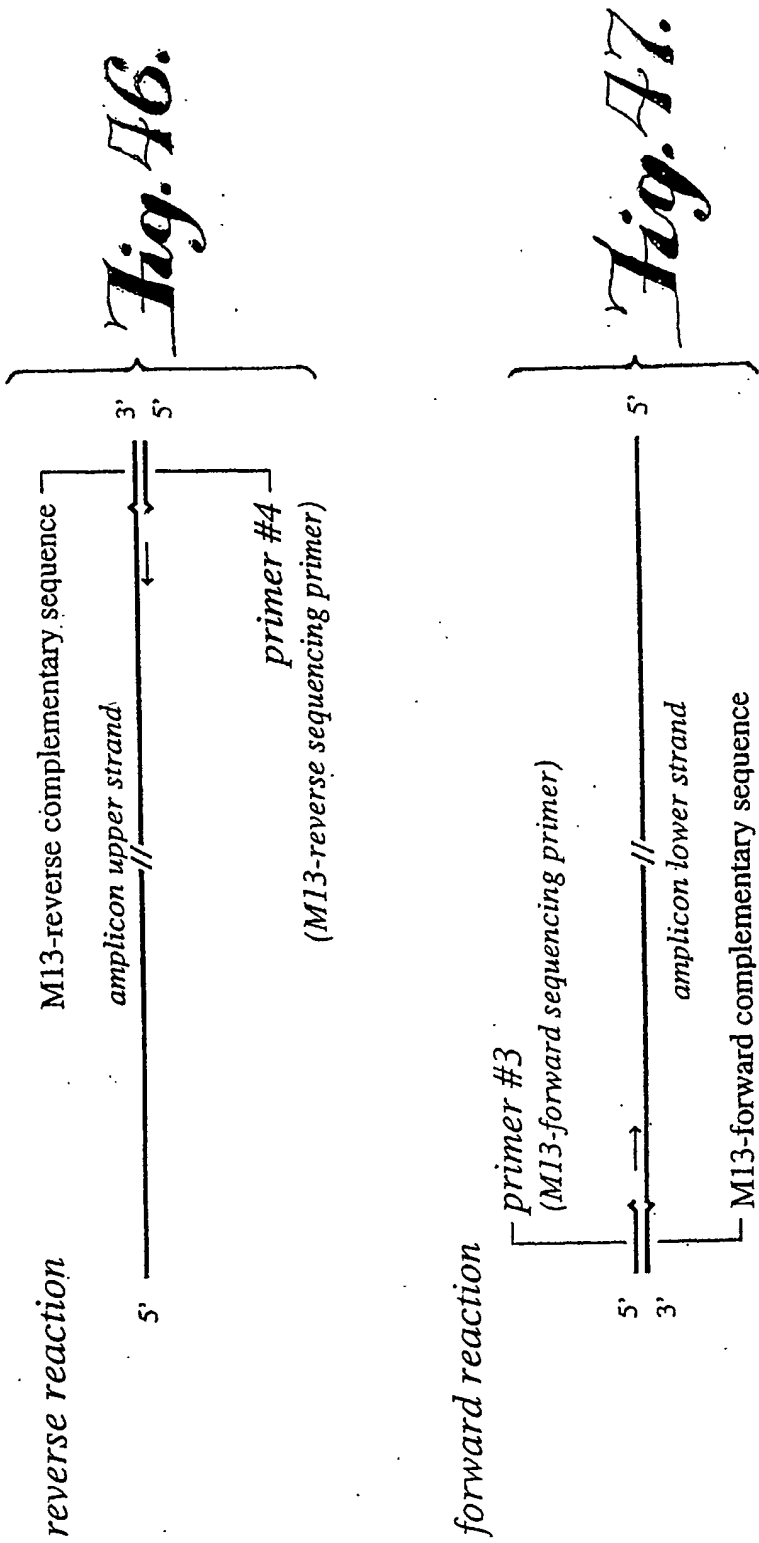 reverse reaction
M13-reverse complementary sequence
amplicon upper strand
5'
3'
5'
primer #4
(M13-reverse sequencing primer)
Fig. 46.
forward reaction
primer #3
(M13-forward sequencing primer)
5'
3'
5'
amplicon lower strand
M13-forward complementary sequence
Fig. 47.